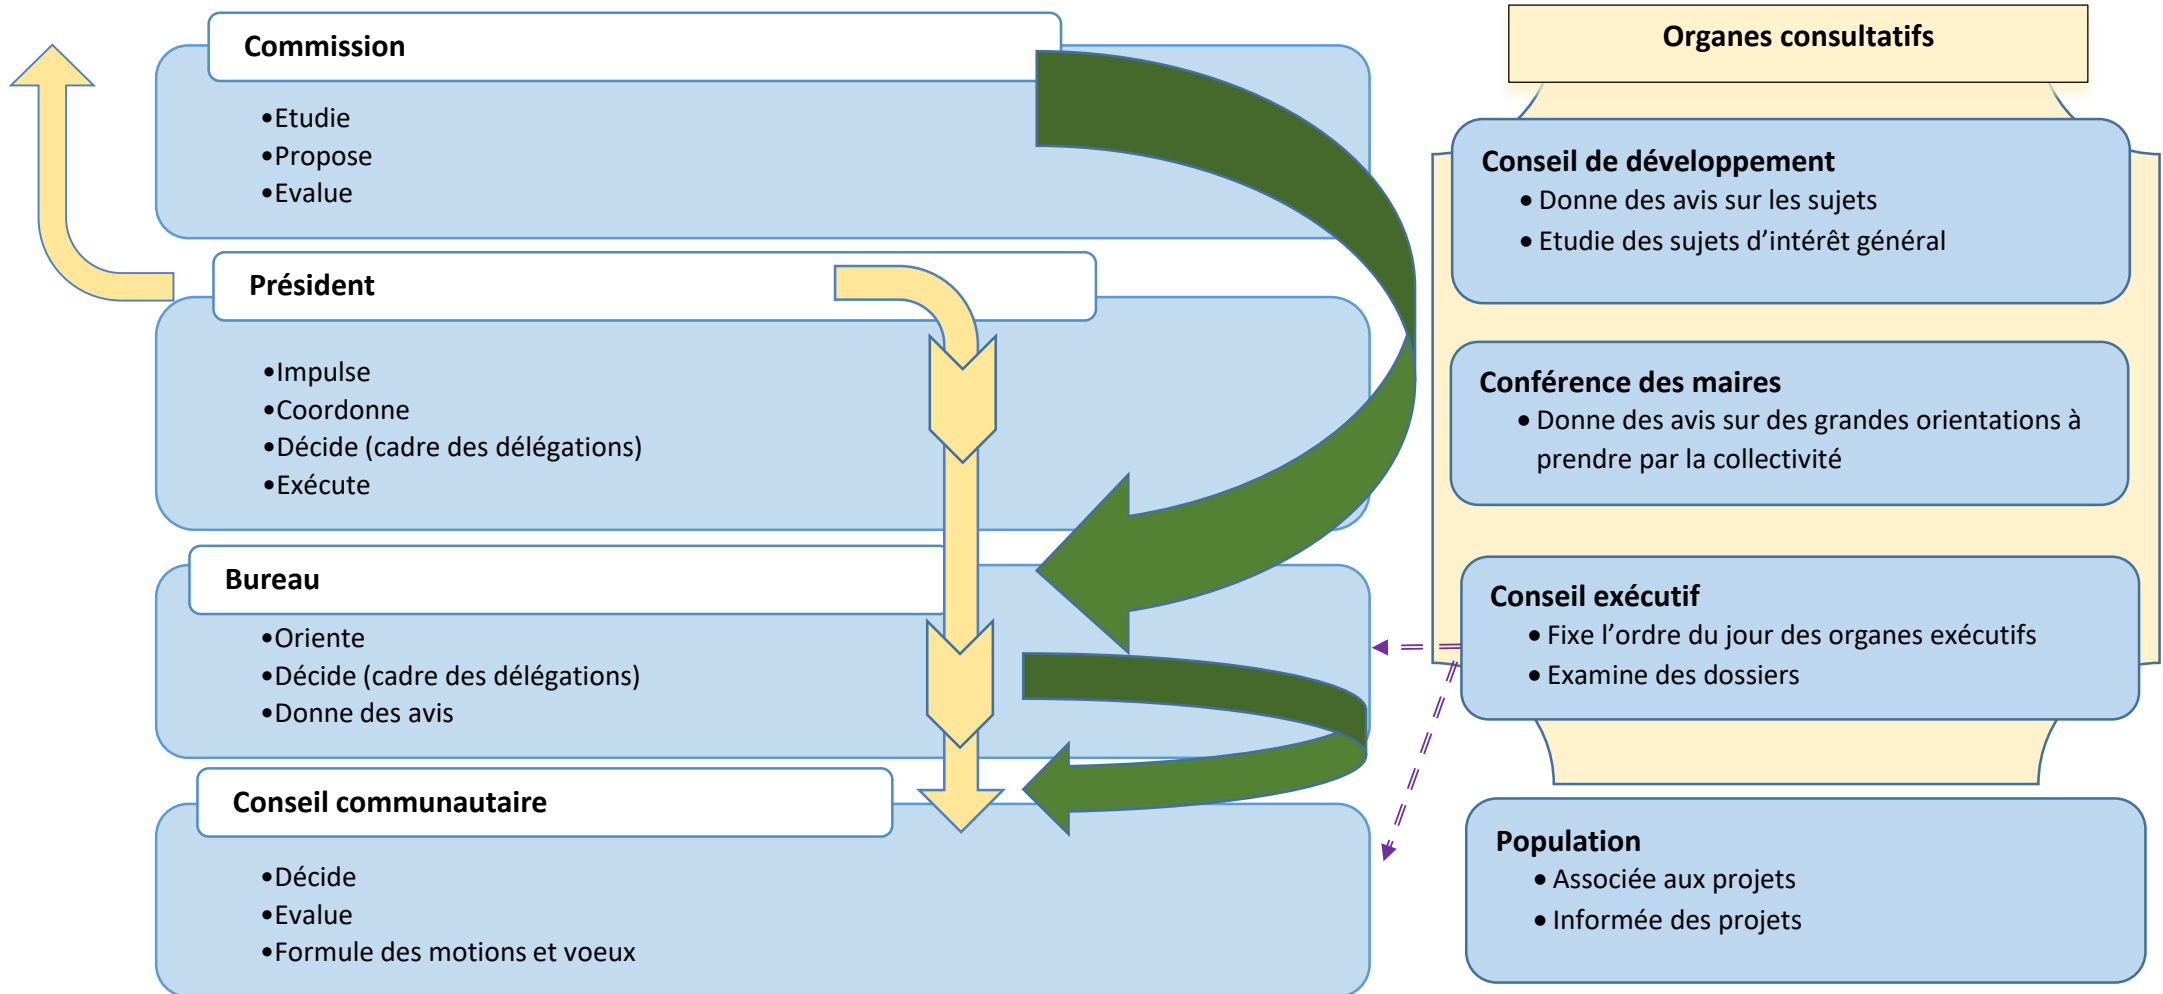 Commission
•Etudie
•Propose
•Evalue
Président
•Impulse
•Coordonne
•Décide (cadre des délégations)
•Exécute
Bureau
•Oriente
•Décide (cadre des délégations)
•Donne des avis
Conseil communautaire
•Décide
•Evalue
•Formule des motions et voeux
Organes consultatifs
Conseil de développement
• Donne des avis sur les sujets
• Etudie des sujets d’intérêt général
Conférence des maires
• Donne des avis sur des grandes orientations à
prendre par la collectivité
Conseil exécutif
• Fixe l’ordre du jour des organes exécutifs
• Examine des dossiers
Population
• Associée aux projets
• Informée des projets